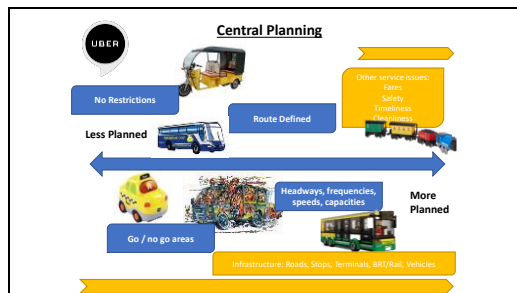 UBER
Central Planning
Other service issues:
Fares
Safety
Timeliness
Cleanliness
No Restrictions
Route Defined
Less Planned
Headways, frequencies,
speeds, capacities
More
Planned
Go / no go areas
Infrastructure: Roads, Stops, Terminals, BRT/Rail, Vehicles